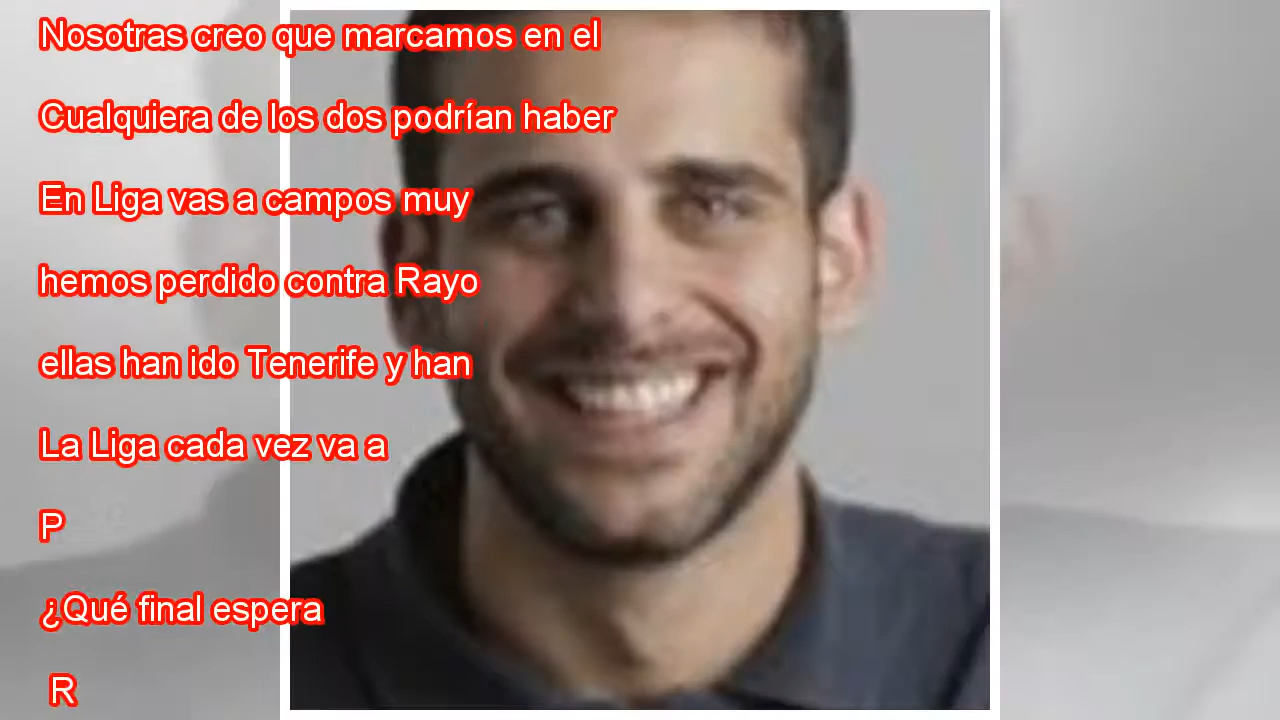 Nosotras creo que marcamos en el
Cualquiera de los dos podrían haber
En Liga vas a campos muy
hemos perdido contra Rayo
ellas han ido Tenerife y han
La Liga cada vez va a
P
¿Qué final espera
R